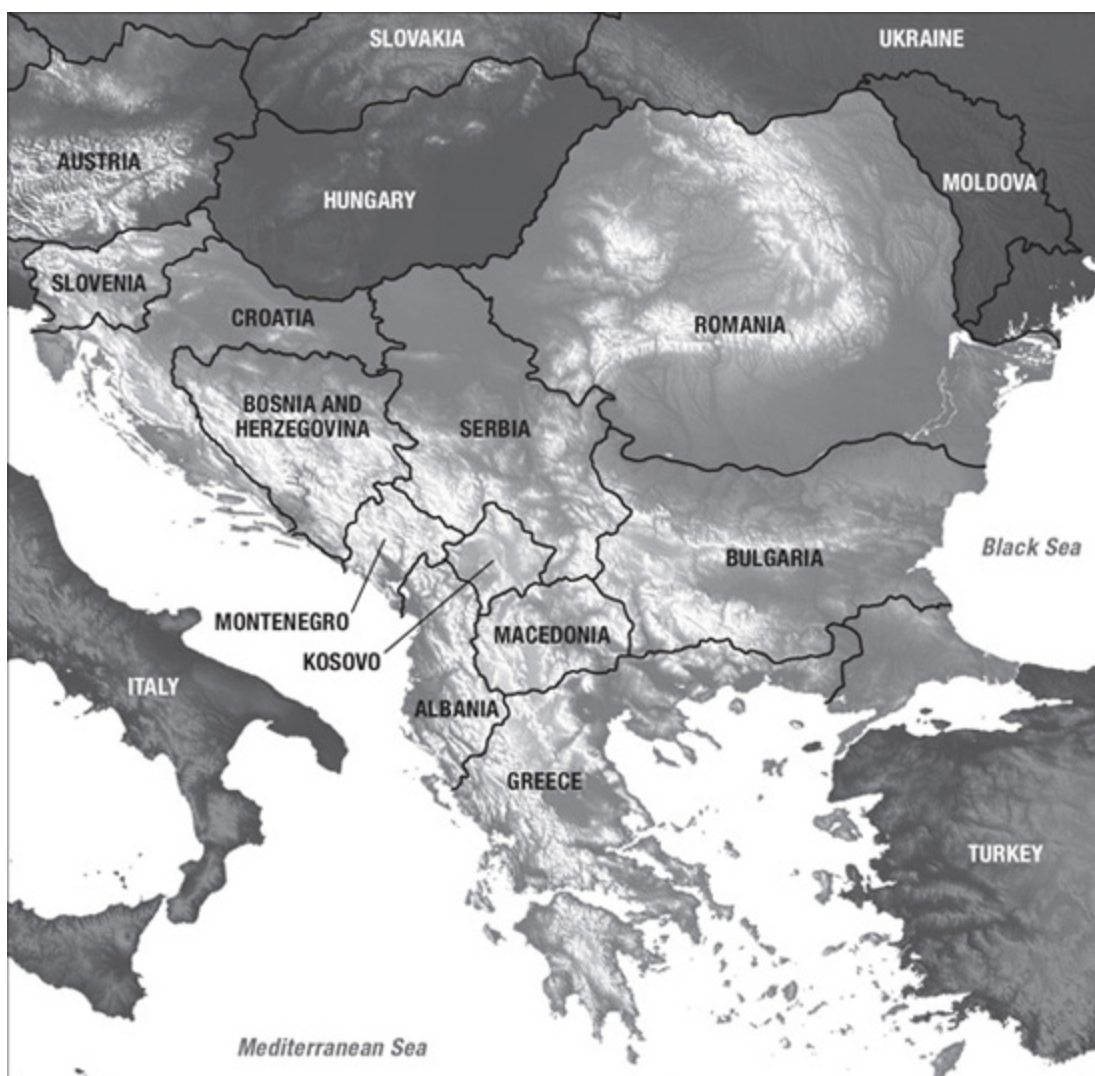 SLOVAKIA
UKRAINE
AUSTRIA
HUNGARY
MOLDOVA
SLOVENIA
CROATIA
ROMANIA
BOSNIA AND
HERZEGOVINA
SERBIA
BULGARIA
Black Sea
MONTENEGRO
MACEDONIA
KOSOVO
ITALY
ALBANIA
GREECE
TURKEY
Mediterranean Sea